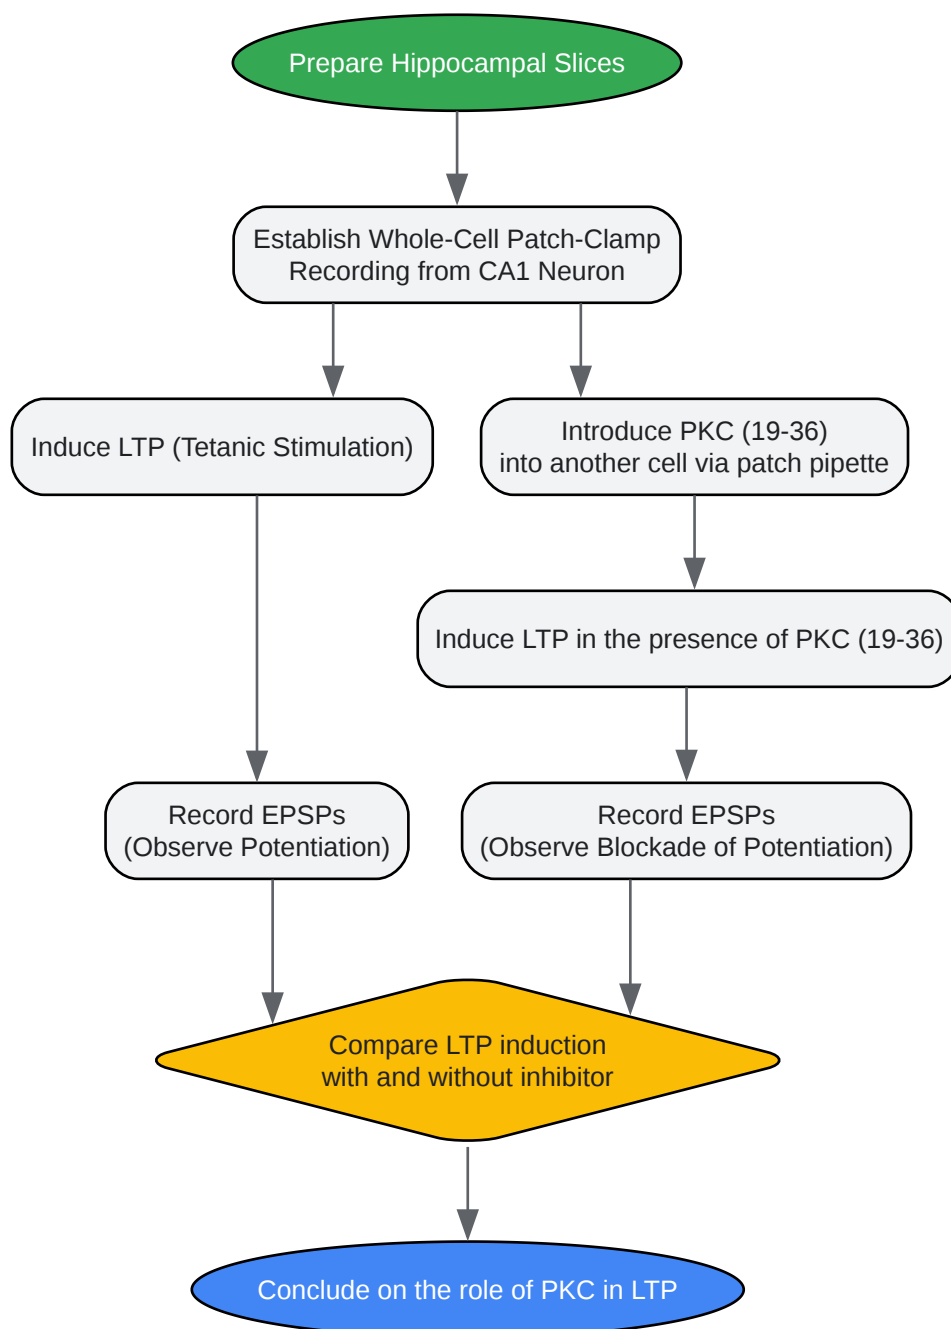 Prepare Hippocampal Slices
Establish Whole-Cell Patch-Clamp
Recording from CA1 Neuron
Induce LTP (Tetanic Stimulation)
Introduce PKC (19-36)
into another cell via patch pipette
Induce LTP in the presence of PKC (19-36)
Record EPSPs
(Observe Potentiation)
Record EPSPs
(Observe Blockade of Potentiation)
Compare LTP induction
with and without inhibitor
Conclude on the role of PKC in LTP